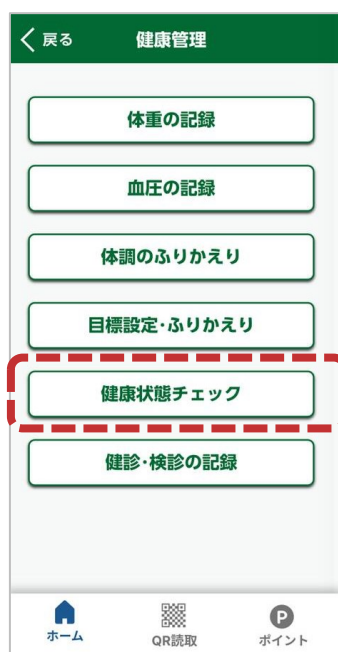 戻る 健康管理
体重の記録
血圧の記録
体調のふりかえり
目標設定・ふりかえり
健康状態チェック
健診・検診の記録
ホーム QR読取 ポイント